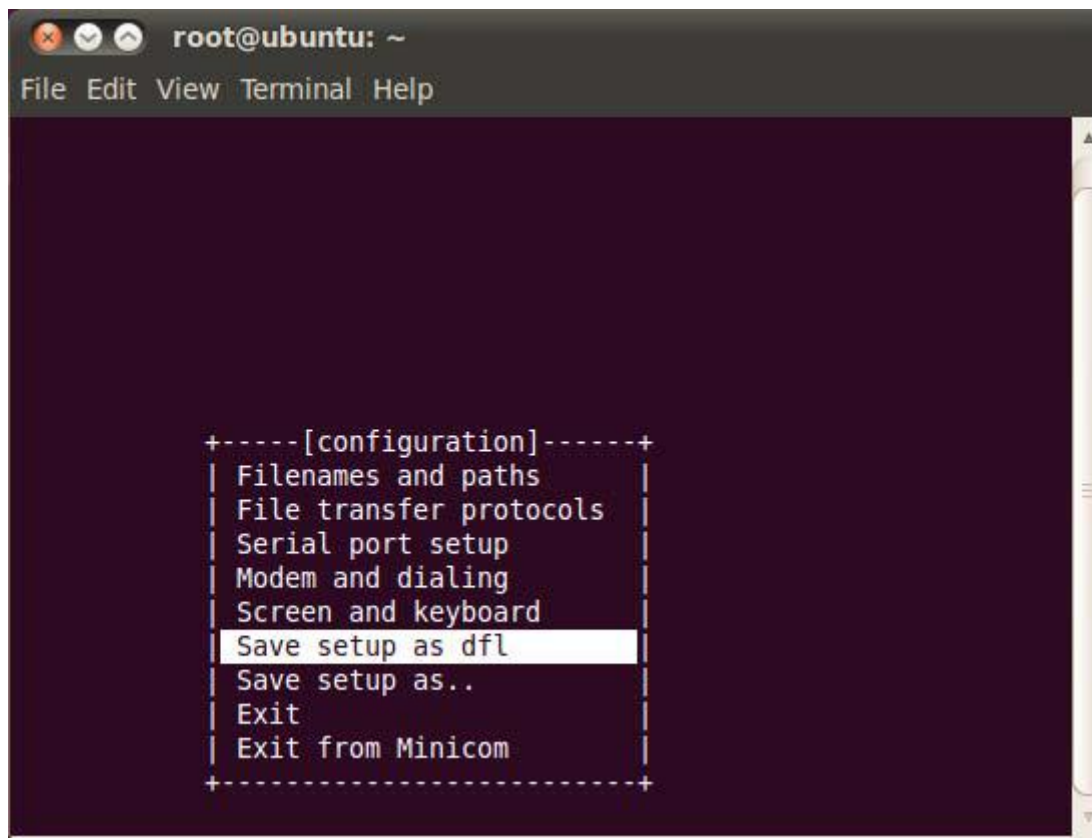 root@ubuntu: ~
File Edit View Terminal Help
+-----[configuration]------+
| Filenames and paths |
| File transfer protocols |
| Serial port setup |
| Modem and dialing |
| Screen and keyboard |
| Save setup as dfl |
| Save setup as.. |
| Exit |
| Exit from Minicom |
+--------------------------+